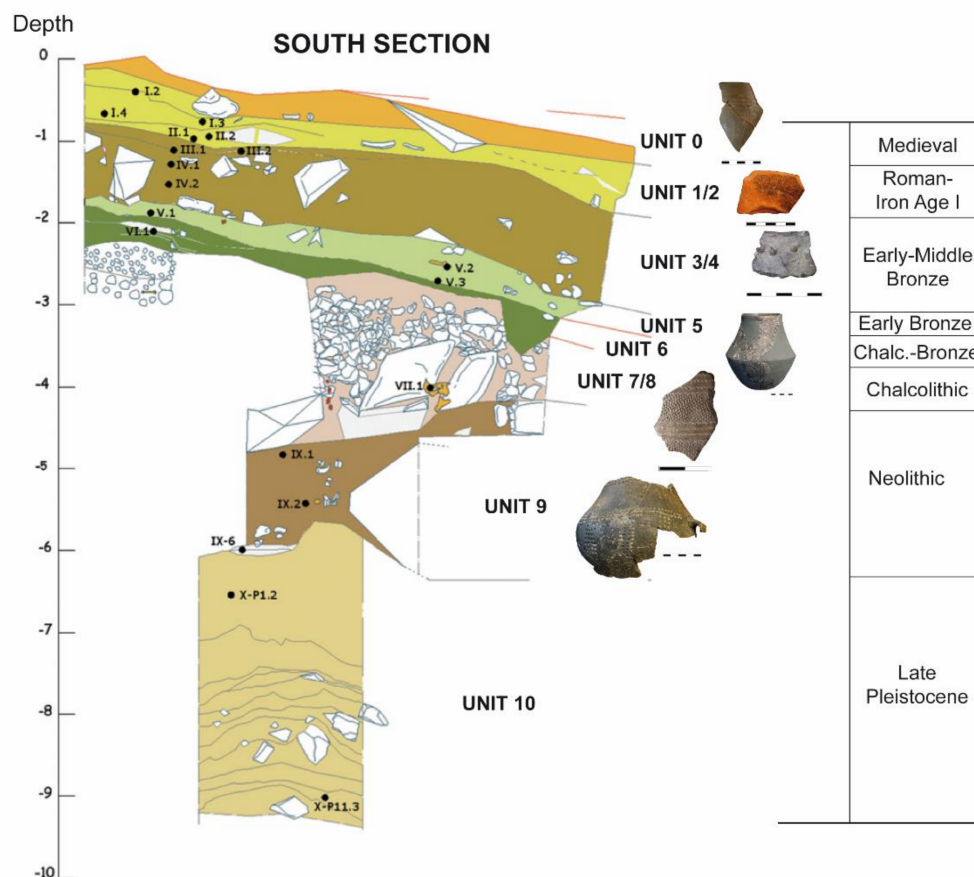 Depth
SOUTH SECTION
0
-1
-2
-3
-4
-5
-6
-7
-8
-9
-10
I.2
I.4
I.3
II.1
II.2
III.1
III.2
IV.1
IV.2
V.1
VI.1
V.2
V.3
VII.1
IX.1
IX.2
IX-6
X-P1.2
X-P11.3
UNIT 0
UNIT 1/2
UNIT 3/4
UNIT 5
UNIT 6
UNIT 7/8
UNIT 9
UNIT 10
Medieval
Roman-
Iron Age I
Early-Middle
Bronze
Early Bronze
Chalc.-Bronze
Chalcolithic
Neolithic
Late
Pleistocene